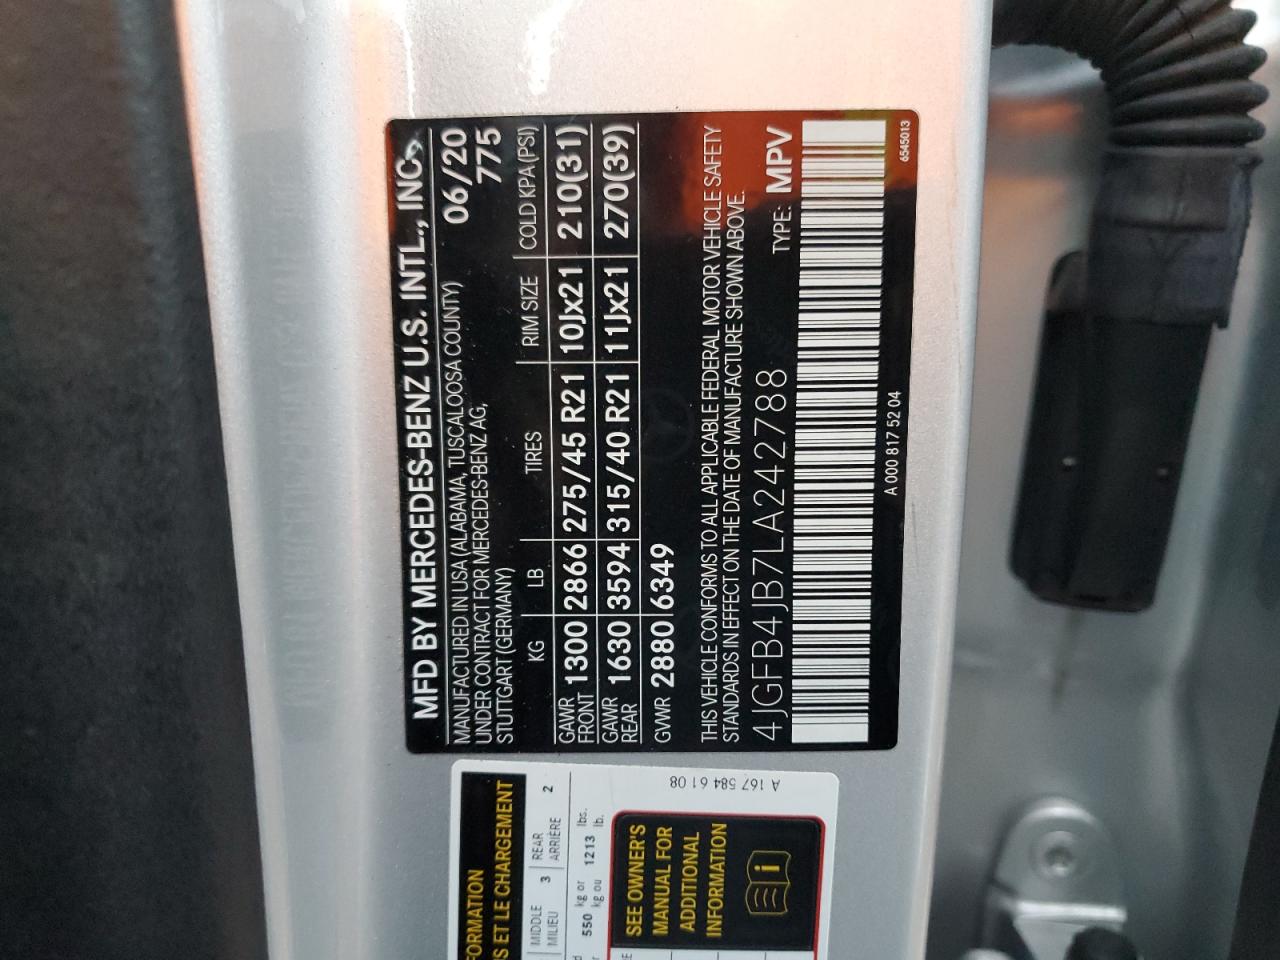 MFD BY MERCEDES-BENZ U.S. INTL., INC.
MANUFACTURED IN USA (ALABAMA, TUSCALOOSA COUNTY) 06/20
UNDER CONTRACT FOR MERCEDES-BENZ AG, 775
STUTTGART (GERMANY)
KG LB TIRES RIM SIZE COLD KPA (PSI)
GAWR FRONT 1300 2866 275/45 R21 10Jx21 210(31)
GAWR REAR 1630 3594 315/40 R21 11Jx21 270(39)
GVWR 2880 6349
THIS VEHICLE CONFORMS TO ALL APPLICABLE FEDERAL MOTOR VEHICLE SAFETY
STANDARDS IN EFFECT ON THE DATE OF MANUFACTURE SHOWN ABOVE.
4JGFB4JB7LA242788 TYPE: MPV
A 000 817 52 04
6545013
FORMATION
S ET LE CHARGEMENT
MIDDLE 3 REAR 2
MILIEU ARRIÈRE
550 kg or 1213 lbs.
kg ou lb.
SEE OWNER'S
MANUAL FOR
ADDITIONAL
INFORMATION
A 167 584 61 08